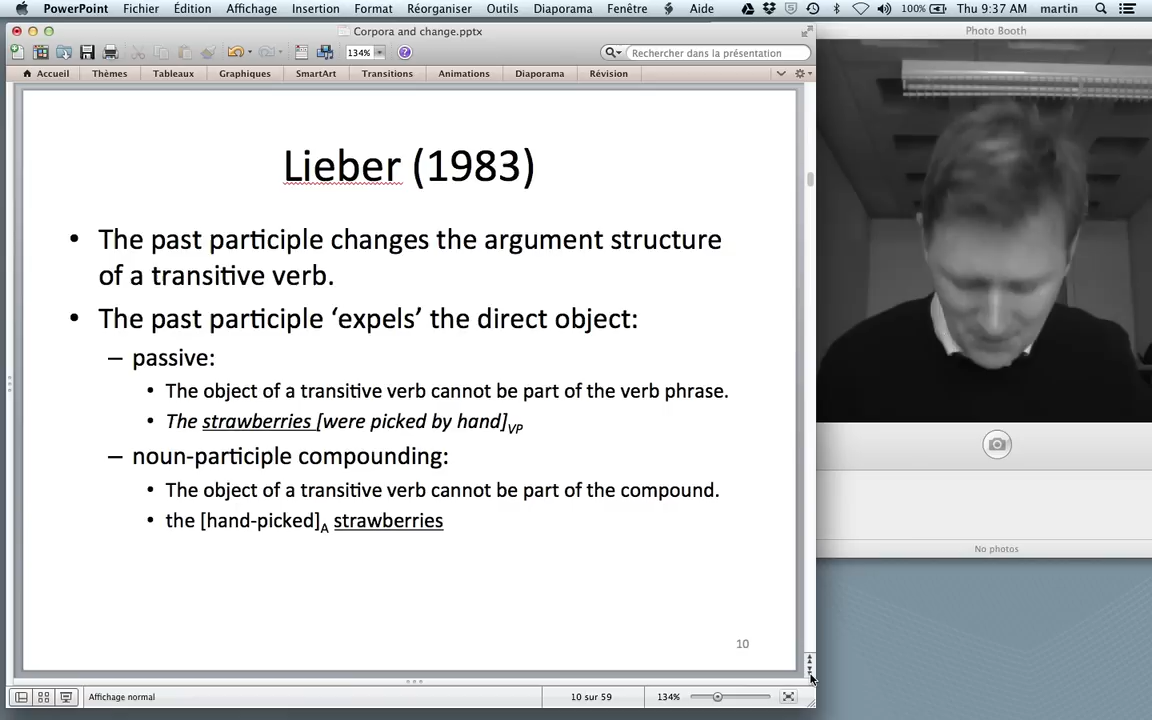 PowerPoint Fichier Édition Affichage Insertion Format Réorganiser Outils Diaporama Fenêtre Aide 100% Thu 9:37 AM martin
Corpora and change.pptx
Photo Booth
134% Rechercher dans la présentation
Accueil Thèmes Tableaux Graphiques SmartArt Transitions Animations Diaporama Révision
Lieber (1983)
• The past participle changes the argument structure
of a transitive verb.
• The past participle ‘expels’ the direct object:
– passive:
• The object of a transitive verb cannot be part of the verb phrase.
• The strawberries [were picked by hand]VP
– noun-participle compounding:
• The object of a transitive verb cannot be part of the compound.
• the [hand-picked]A strawberries
10
No photos
Affichage normal 10 sur 59 134%